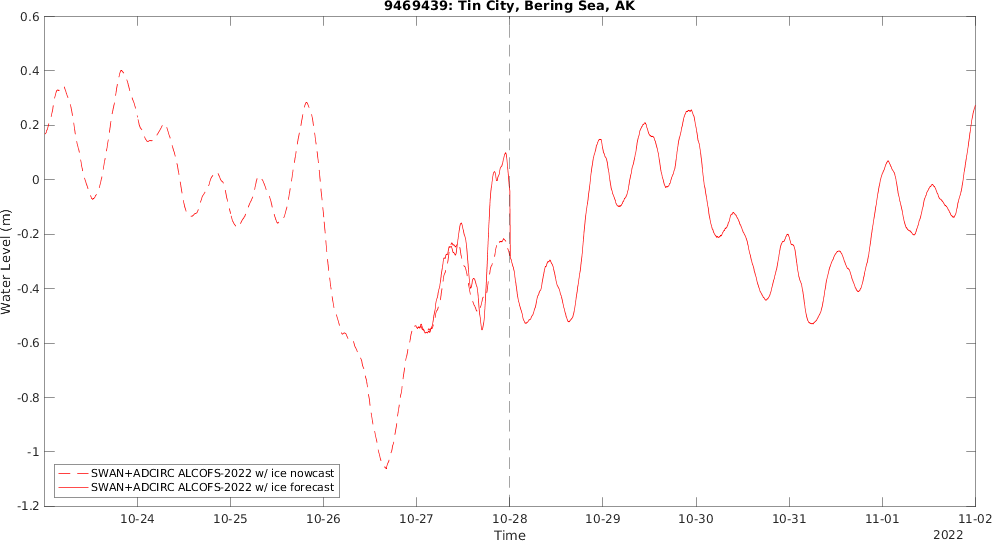 9469439: Tin City, Bering Sea, AK
0.6
0.4
0.2
0
-0.2
-0.4
-0.6
-0.8
-1
-1.2
Water Level (m)
SWAN+ADCIRC ALCOFS-2022 w/ ice nowcast
SWAN+ADCIRC ALCOFS-2022 w/ ice forecast
10-24 10-25 10-26 10-27 10-28 10-29 10-30 10-31 11-01 11-02
Time
2022